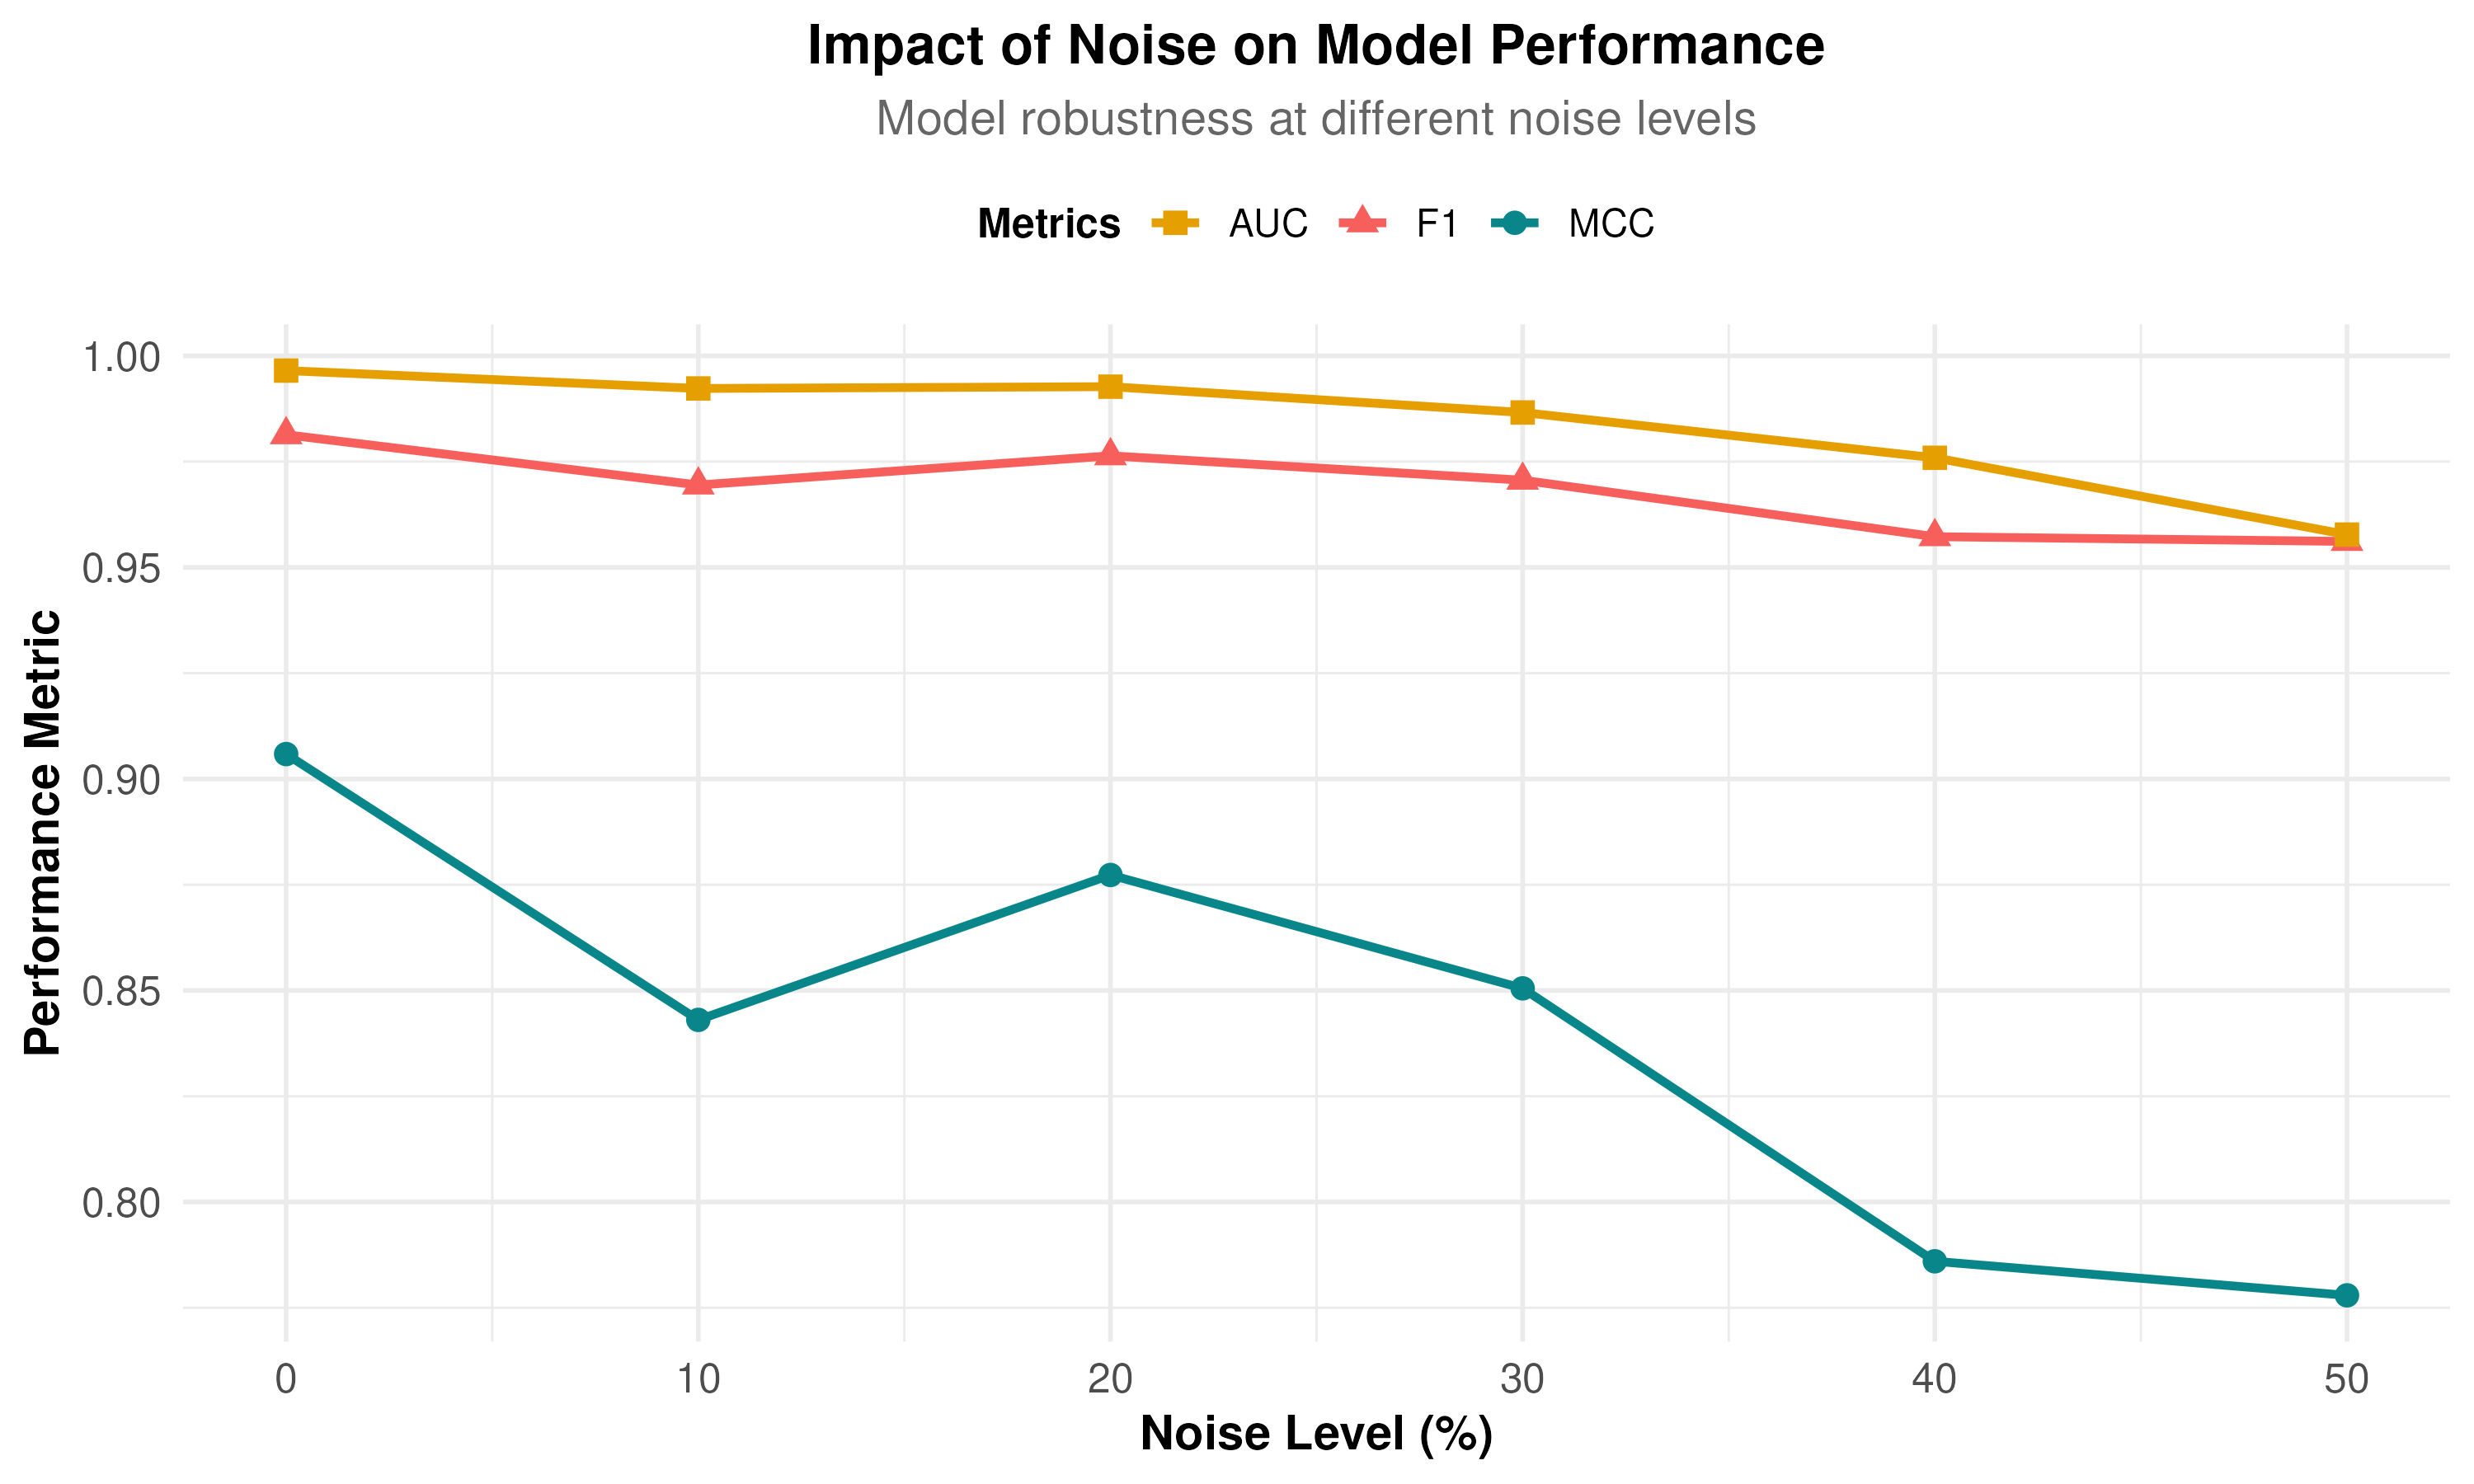 Impact of Noise on Model Performance
Model robustness at different noise levels
Metrics AUC F1 MCC
Performance Metric
1.00
0.95
0.90
0.85
0.80
0 10 20 30 40 50
Noise Level (%)